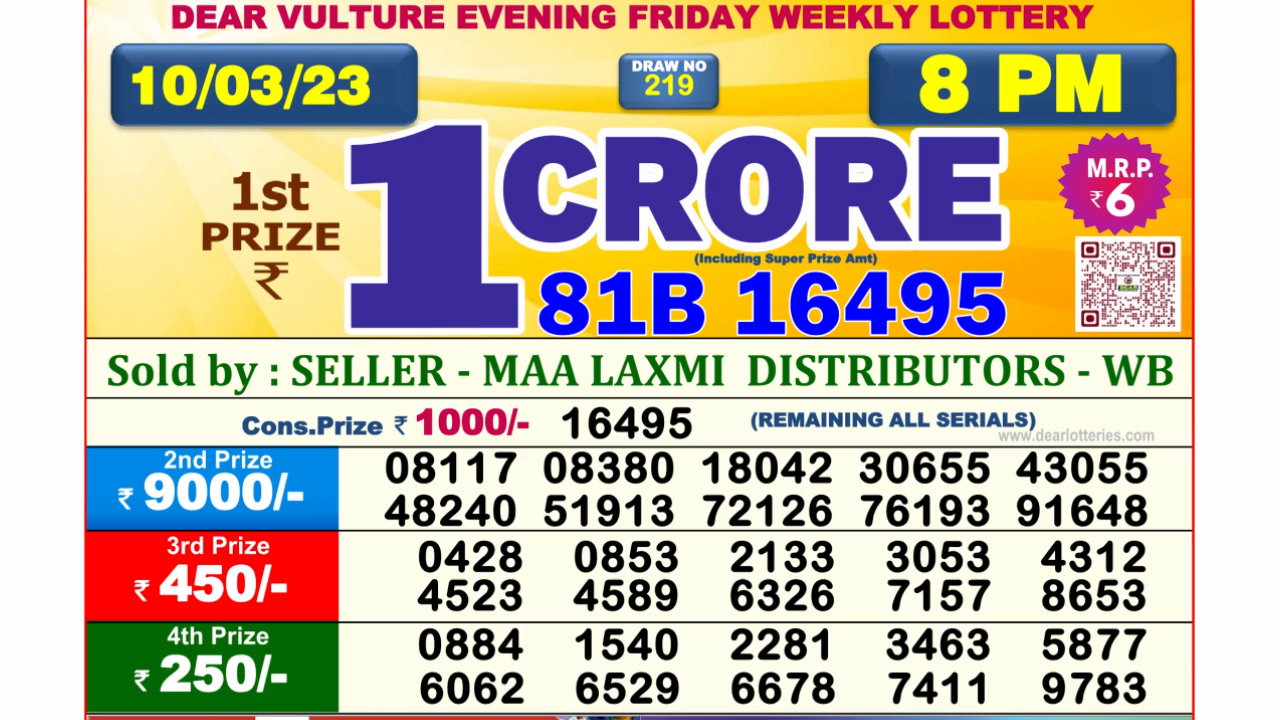 DEAR VULTURE EVENING FRIDAY WEEKLY LOTTERY
10/03/23
DRAW NO
219
8 PM
1st
PRIZE
₹
1 CRORE
(Including Super Prize Amt)
81B 16495
M.R.P.
₹ 6
Sold by : SELLER - MAA LAXMI DISTRIBUTORS - WB
Cons.Prize ₹ 1000/- 16495 (REMAINING ALL SERIALS)
www.dearlotteries.com
2nd Prize
₹ 9000/-
08117 08380 18042 30655 43055
48240 51913 72126 76193 91648
3rd Prize
₹ 450/-
0428 0853 2133 3053 4312
4523 4589 6326 7157 8653
4th Prize
₹ 250/-
0884 1540 2281 3463 5877
6062 6529 6678 7411 9783